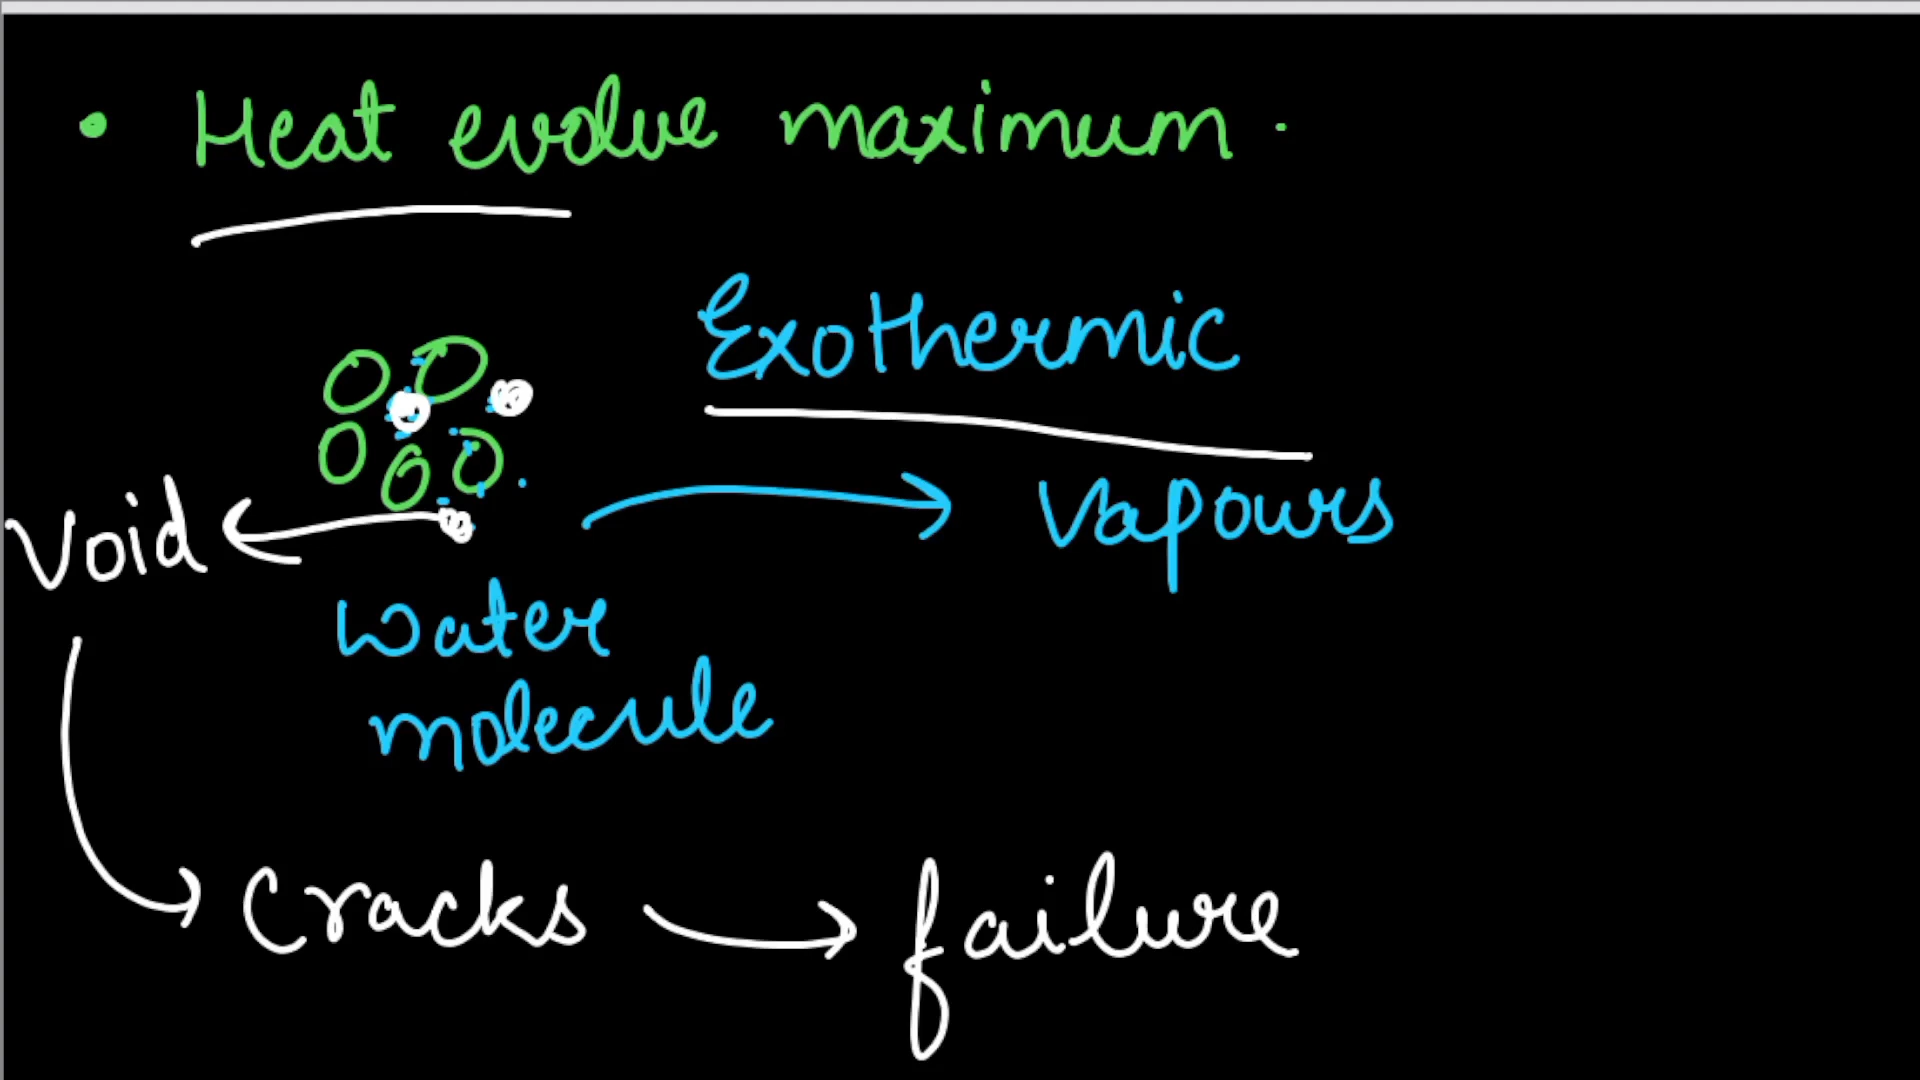 • Heat evolve maximum.
Exothermic
Vapours
Void
Water
molecule
Cracks
failure